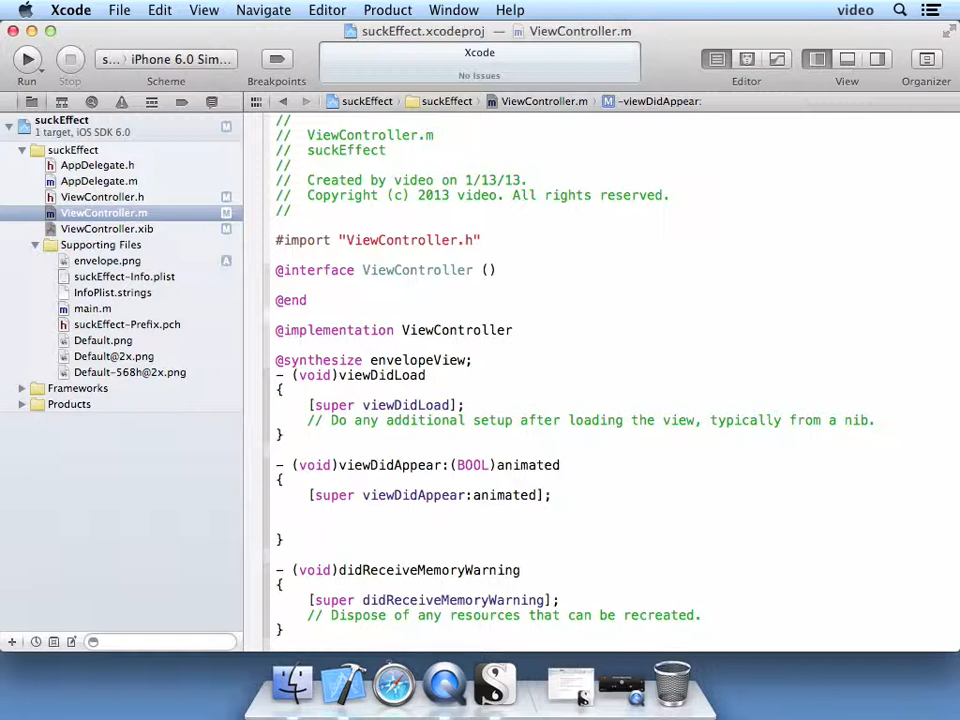 Xcode File Edit View Navigate Editor Product Window Help video
suckEffect.xcodeproj — ViewController.m
s...〉 iPhone 6.0 Sim...
Xcode
No Issues
Run Stop Scheme Breakpoints Editor View Organizer
suckEffect suckEffect ViewController.m M -viewDidAppear:
suckEffect M
1 target, iOS SDK 6.0
suckEffect
AppDelegate.h
AppDelegate.m
ViewController.h M
ViewController.m M
ViewController.xib M
Supporting Files
envelope.png A
suckEffect-Info.plist
InfoPlist.strings
main.m
suckEffect-Prefix.pch
Default.png
Default@2x.png
Default-568h@2x.png
Frameworks
Products
//
// ViewController.m
// suckEffect
//
// Created by video on 1/13/13.
// Copyright (c) 2013 video. All rights reserved.
//
#import "ViewController.h"
@interface ViewController ()
@end
@implementation ViewController
@synthesize envelopeView;
- (void)viewDidLoad
{
[super viewDidLoad];
// Do any additional setup after loading the view, typically from a nib.
}
- (void)viewDidAppear:(BOOL)animated
{
[super viewDidAppear:animated];
}
- (void)didReceiveMemoryWarning
{
[super didReceiveMemoryWarning];
// Dispose of any resources that can be recreated.
}